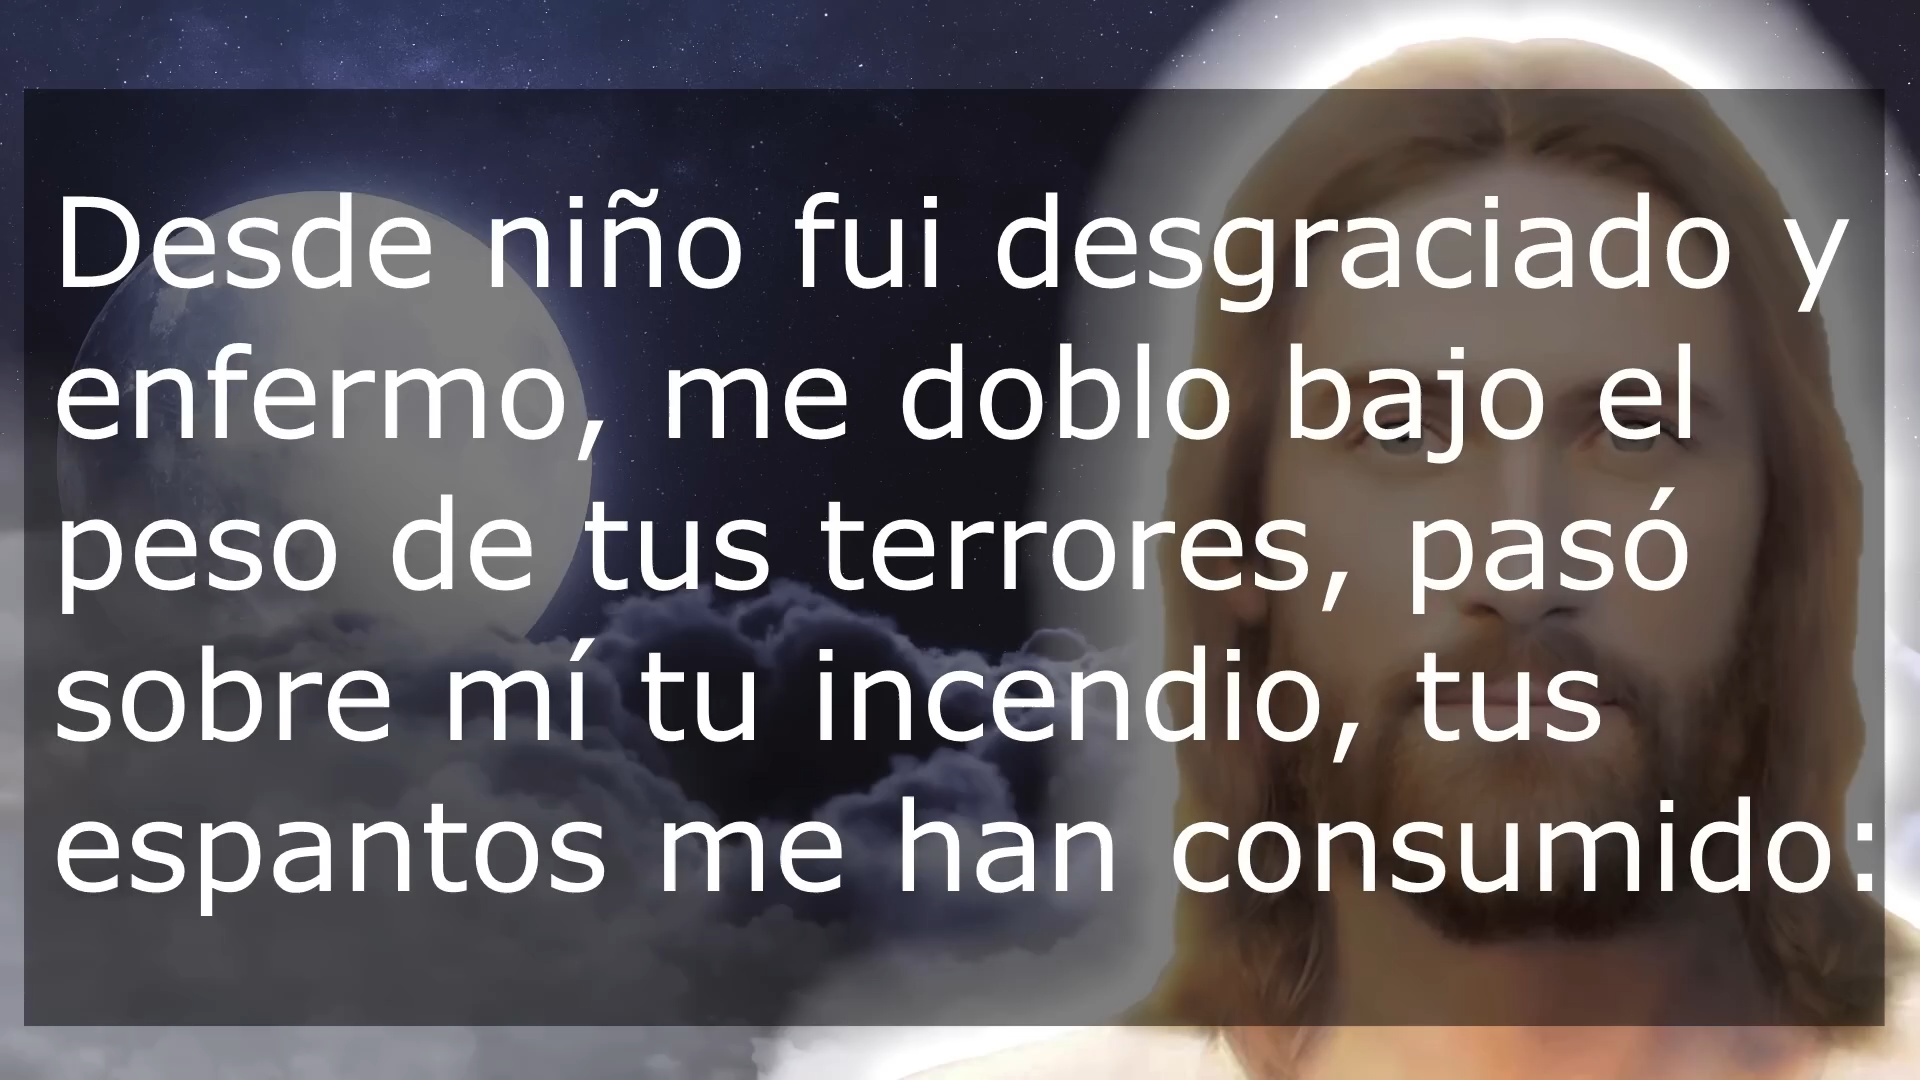 Desde niño fui desgraciado y
enfermo, me doblo bajo el
peso de tus terrores, pasó
sobre mí tu incendio, tus
espantos me han consumido: